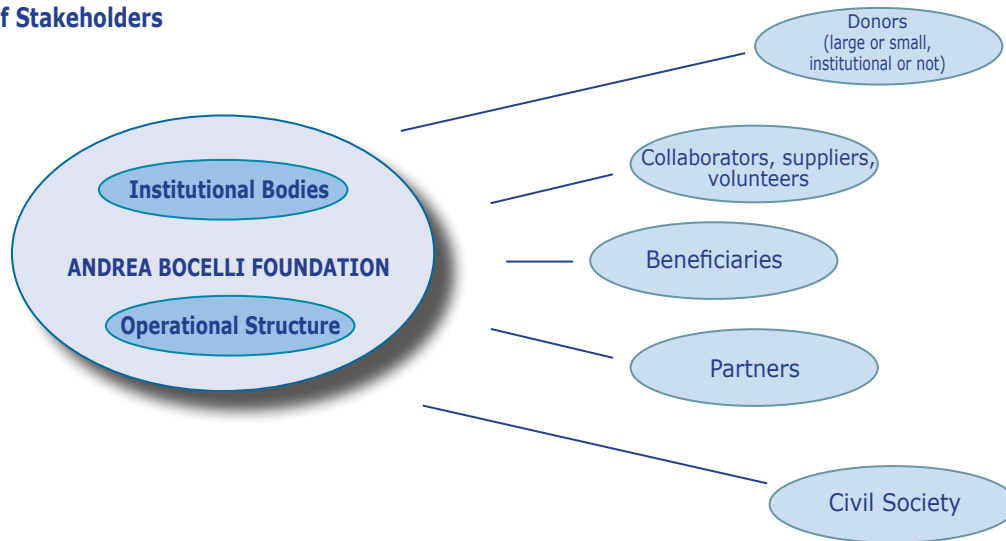 f Stakeholders
Donors
(large or small,
institutional or not)
Collaborators, suppliers,
volunteers
Institutional Bodies
ANDREA BOCELLI FOUNDATION
Beneficiaries
Operational Structure
Partners
Civil Society